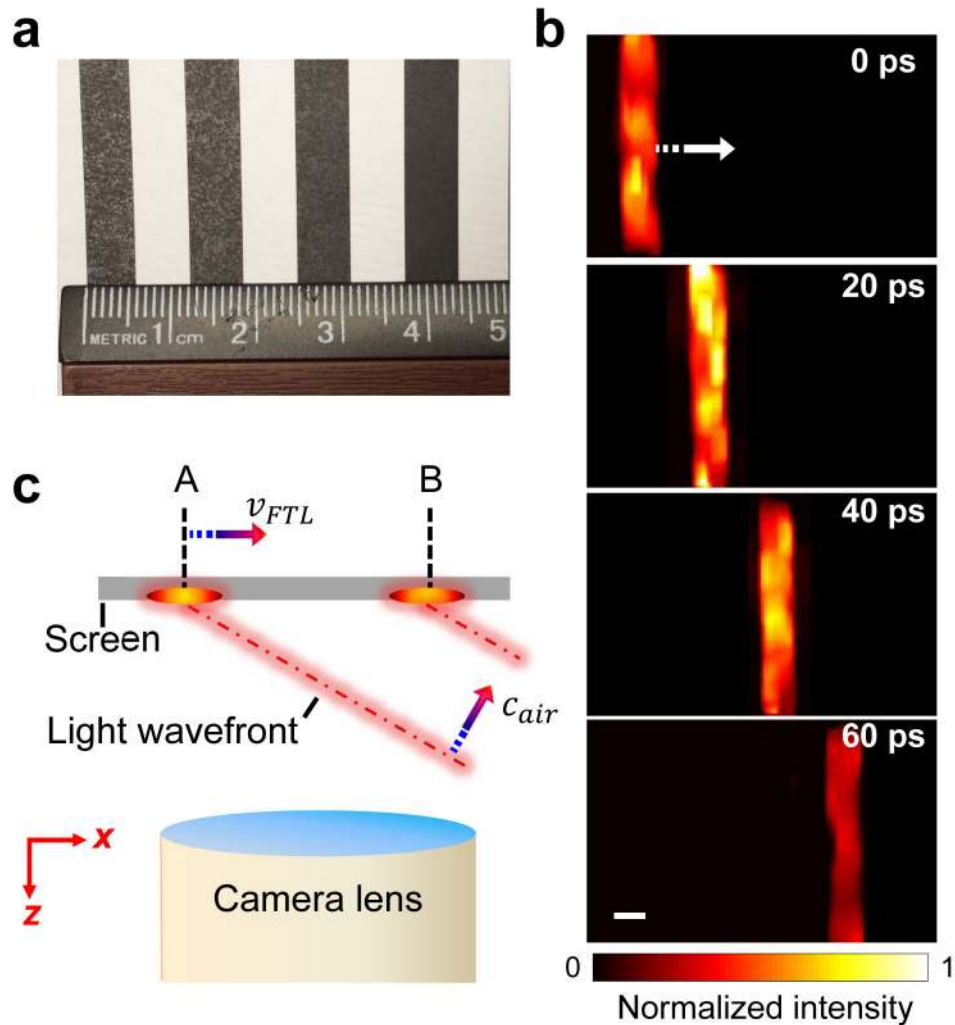 a
METRIC 1 cm 2 3 4 5
b
0 ps
20 ps
40 ps
60 ps
0 1
Normalized intensity
c
A B
v_FTL
Screen
Light wavefront
c_air
x
z
Camera lens